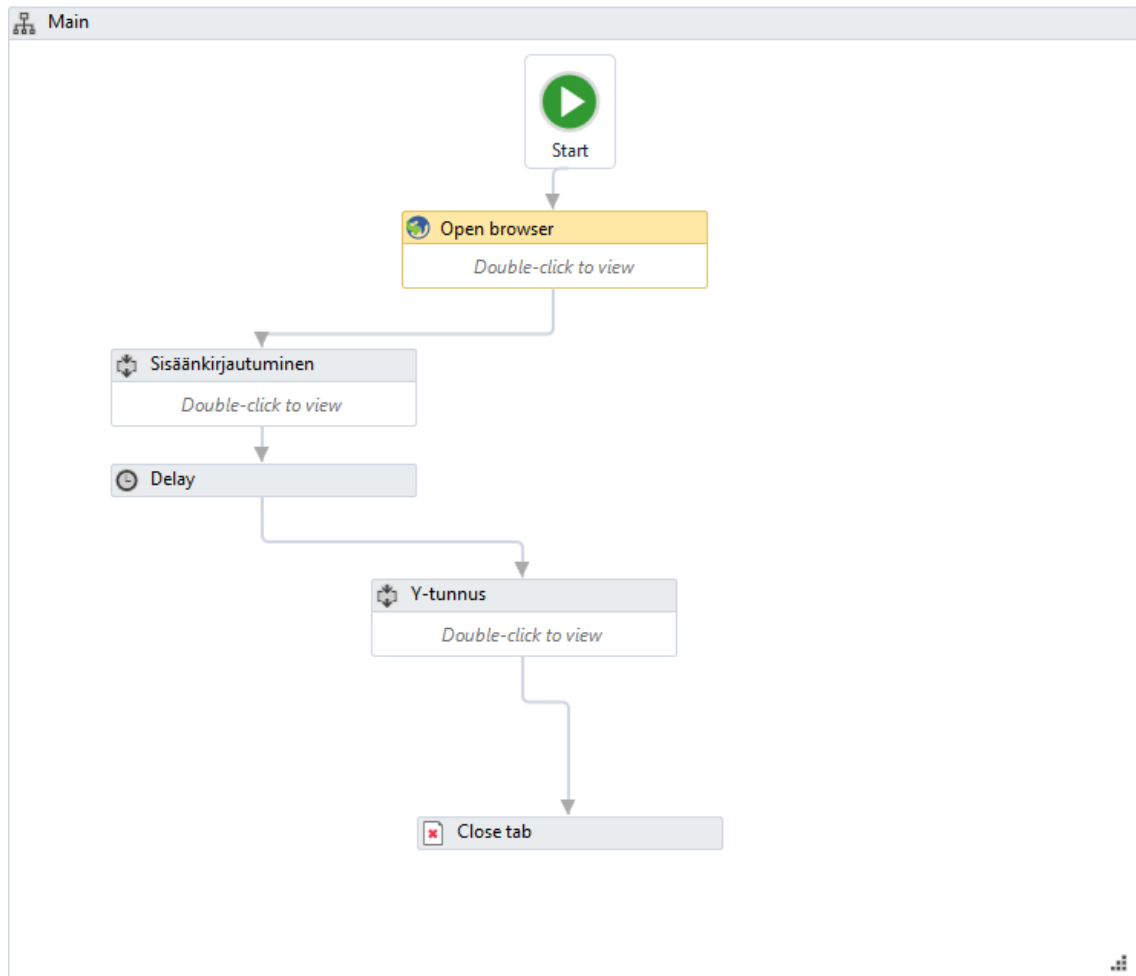 Main
Start
Open browser
Double-click to view
Sisäänkirjautuminen
Double-click to view
Delay
Y-tunnus
Double-click to view
Close tab